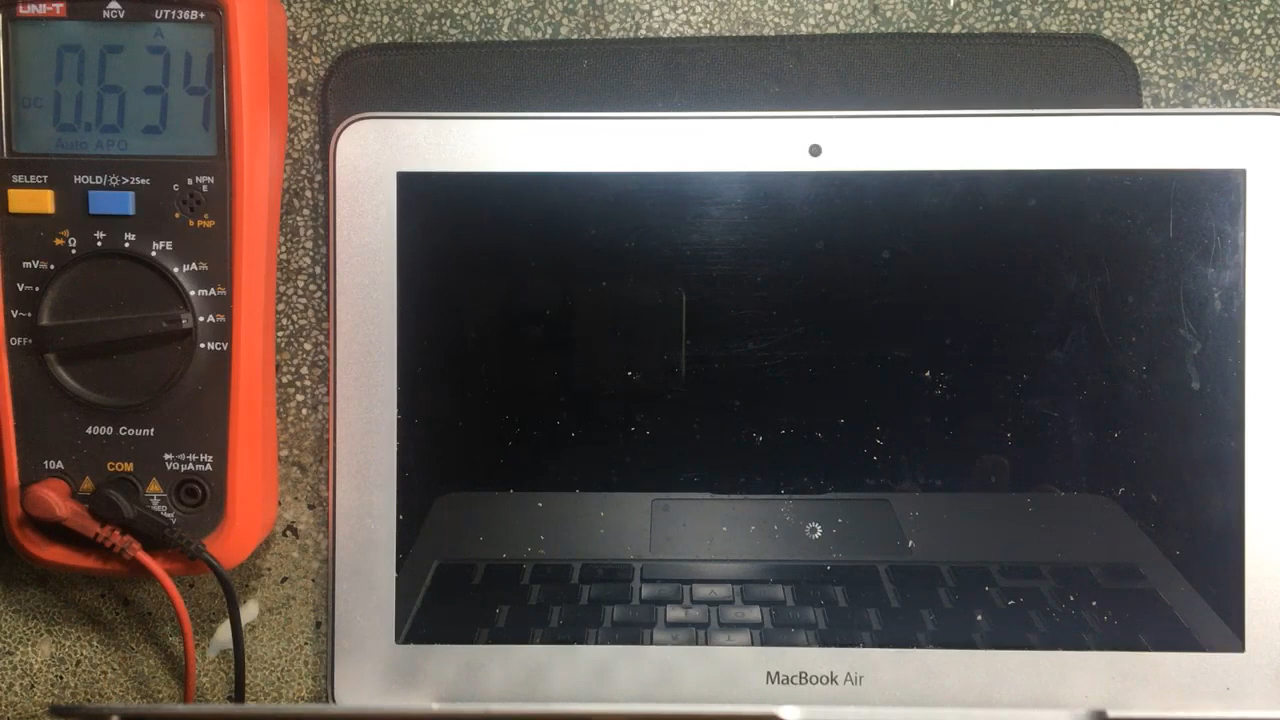 UNI-T
NCV
UT136B+
A
DC
0.634
Auto APO
SELECT
HOLD/ >2Sec
NPN
B
C
E
e
c
b
PNP
Ω
Hz
hFE
mV
µA
V
mA
V~
A
OFF
NCV
4000 Count
10A
COM
Hz
VΩµAmA
MacBook Air